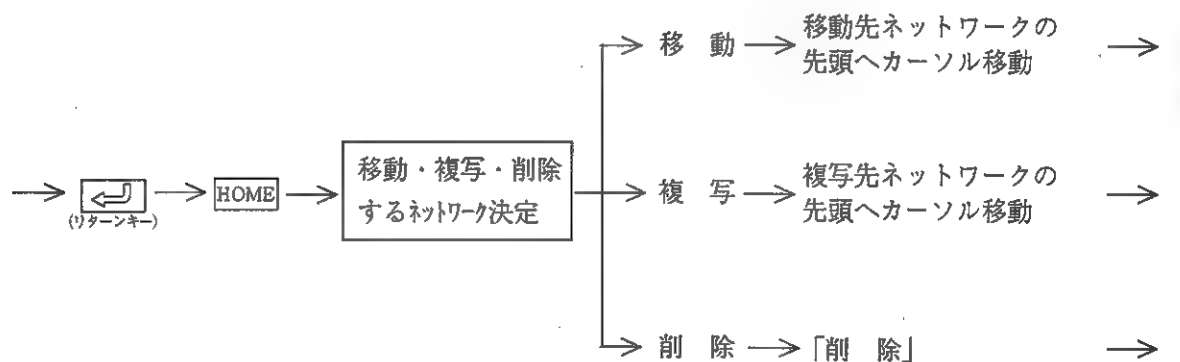 移動 移動先ネットワークの
先頭へカーソル移動
(リターンキー)
HOME
移動・複写・削除
するネットワーク決定
複写 複写先ネットワークの
先頭へカーソル移動
削除 「削 除」